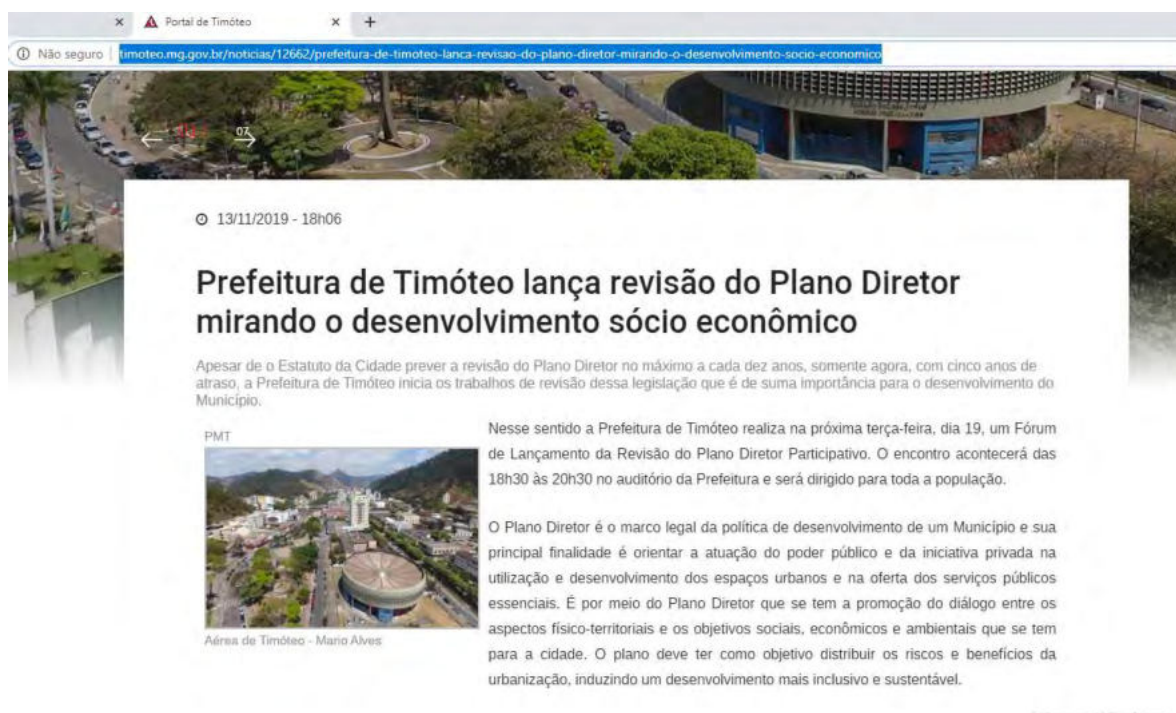 Portal de Timóteo
Não seguro
timoteo.mg.gov.br/noticias/12662/prefeitura-de-timoteo-lanca-revisao-do-plano-diretor-mirando-o-desenvolvimento-socio-economico
07
13/11/2019 - 18h06
Prefeitura de Timóteo lança revisão do Plano Diretor
mirando o desenvolvimento sócio econômico
Apesar de o Estatuto da Cidade prever a revisão do Plano Diretor no máximo a cada dez anos, somente agora, com cinco anos de
atraso, a Prefeitura de Timóteo inicia os trabalhos de revisão dessa legislação que é de suma importância para o desenvolvimento do
Município.
PMT
Aérea de Timóteo - Mario Alves
Nesse sentido a Prefeitura de Timóteo realiza na próxima terça-feira, dia 19, um Fórum
de Lançamento da Revisão do Plano Diretor Participativo. O encontro acontecerá das
18h30 às 20h30 no auditório da Prefeitura e será dirigido para toda a população.
O Plano Diretor é o marco legal da política de desenvolvimento de um Município e sua
principal finalidade é orientar a atuação do poder público e da iniciativa privada na
utilização e desenvolvimento dos espaços urbanos e na oferta dos serviços públicos
essenciais. É por meio do Plano Diretor que se tem a promoção do diálogo entre os
aspectos físico-territoriais e os objetivos sociais, econômicos e ambientais que se tem
para a cidade. O plano deve ter como objetivo distribuir os riscos e benefícios da
urbanização, induzindo um desenvolvimento mais inclusivo e sustentável.